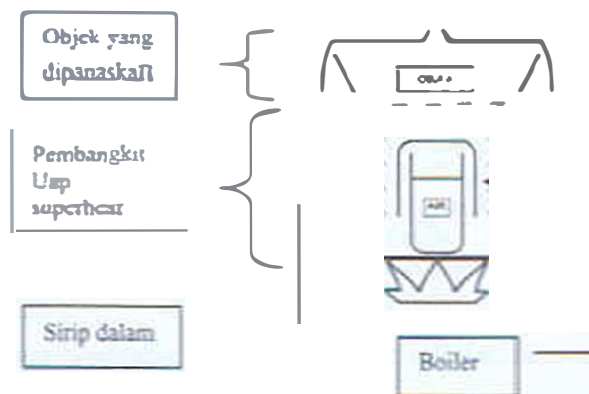 Objek yang
dipanaskan
Pembangkit
Uap
superheat
Sirip dalam
Boiler